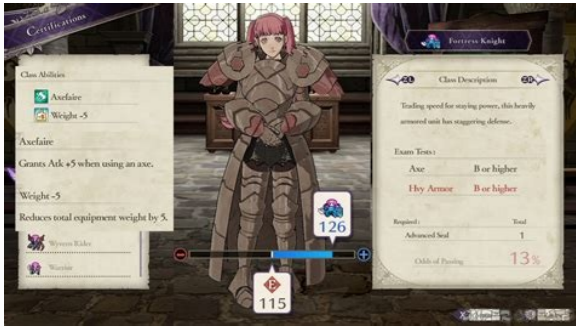 Certifications
Class Abilities
Axefaire
Weight -5
Axefaire
Grants Atk +5 when using an axe.
Weight -5
Reduces total equipment weight by 5.
Wyvern Rider
Warrior
126
E
115
Fortress Knight
ZL
Class Description
ZR
Trading speed for staying power, this heavily
armored unit has staggering defense.
Exam Tests :
Axe B or higher
Hvy Armor B or higher
Required : Total
Advanced Seal 1
Odds of Passing 13%